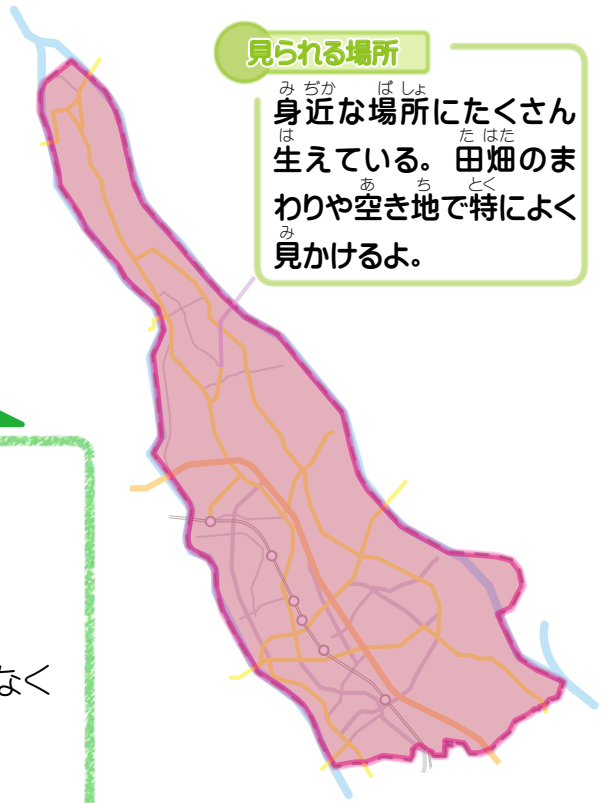 見られる場所
み ぢか ば しょ
身近な場所にたくさん
は た はた
生えている。 田畑のま
あ ち とく
わりや空き地で特によく
み
見かけるよ。
なく